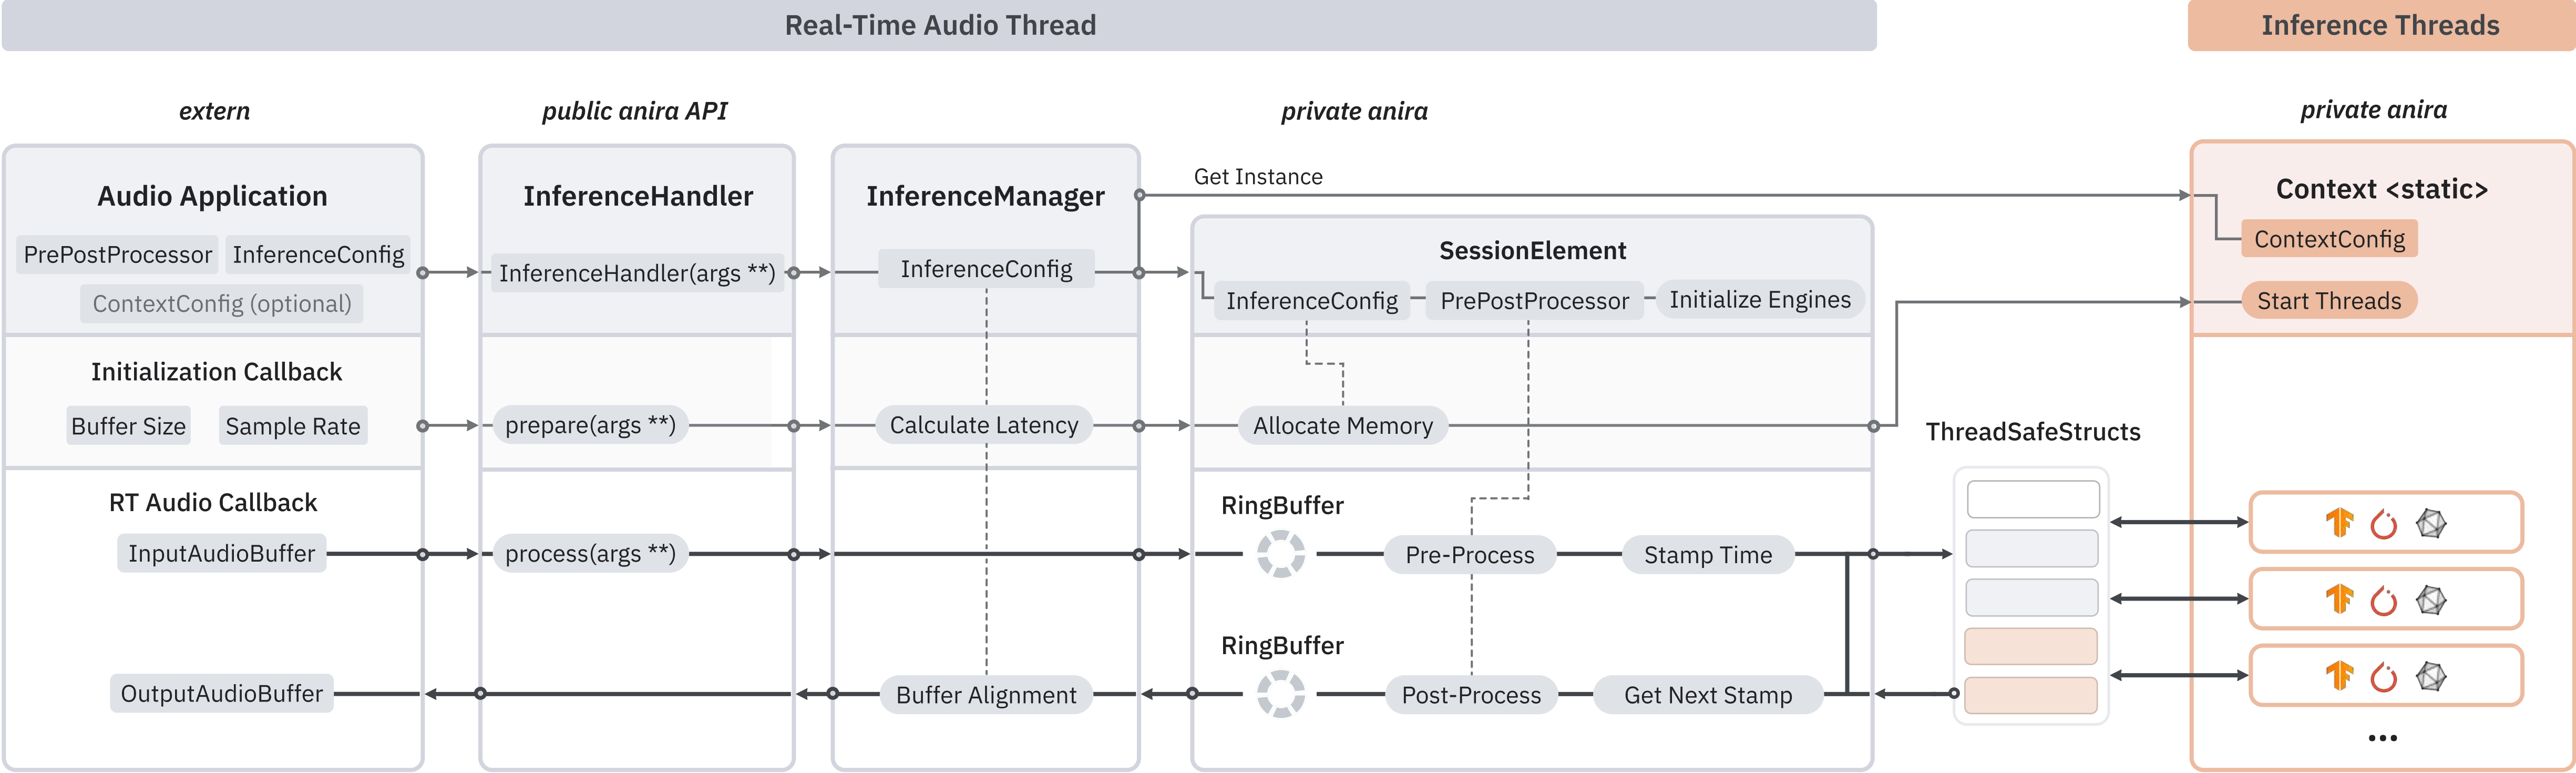 Real-Time Audio Thread
Inference Threads
extern
public anira API
private anira
private anira
Audio Application
PrePostProcessor
InferenceConfig
ContextConfig (optional)
Initialization Callback
Buffer Size
Sample Rate
RT Audio Callback
InputAudioBuffer
OutputAudioBuffer
InferenceHandler
InferenceHandler(args **)
prepare(args **)
process(args **)
InferenceManager
InferenceConfig
Calculate Latency
Buffer Alignment
Get Instance
SessionElement
InferenceConfig
PrePostProcessor
Initialize Engines
Allocate Memory
RingBuffer
Pre-Process
Stamp Time
RingBuffer
Post-Process
Get Next Stamp
ThreadSafeStructs
Context <static>
ContextConfig
Start Threads
...